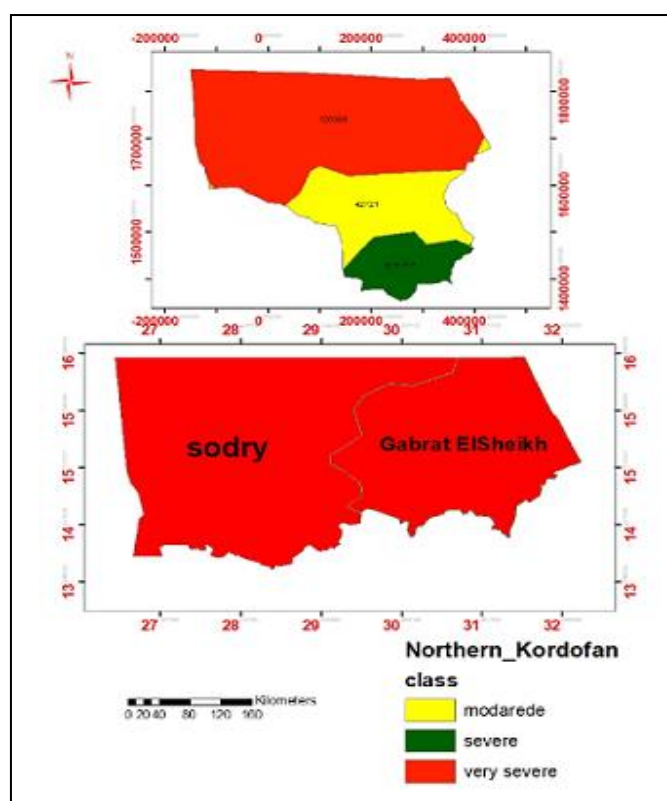 -200000 0 200000 400000
1800000
1700000
1600000
1500000
1400000
-200000 0 200000 400000
27 28 29 30 31 32
16
15
15
14
13
16
15
15
14
13
sodry
Gabrat ElSheikh
27 28 29 30 31 32
Northern_Kordofan
class
modarede
severe
very severe
Kilometers
0 20 40 80 120 160